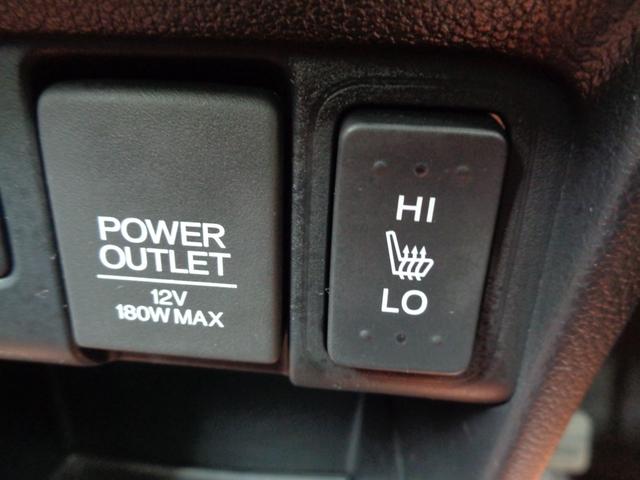 POWER
OUTLET
12V
180W MAX
HI
LO